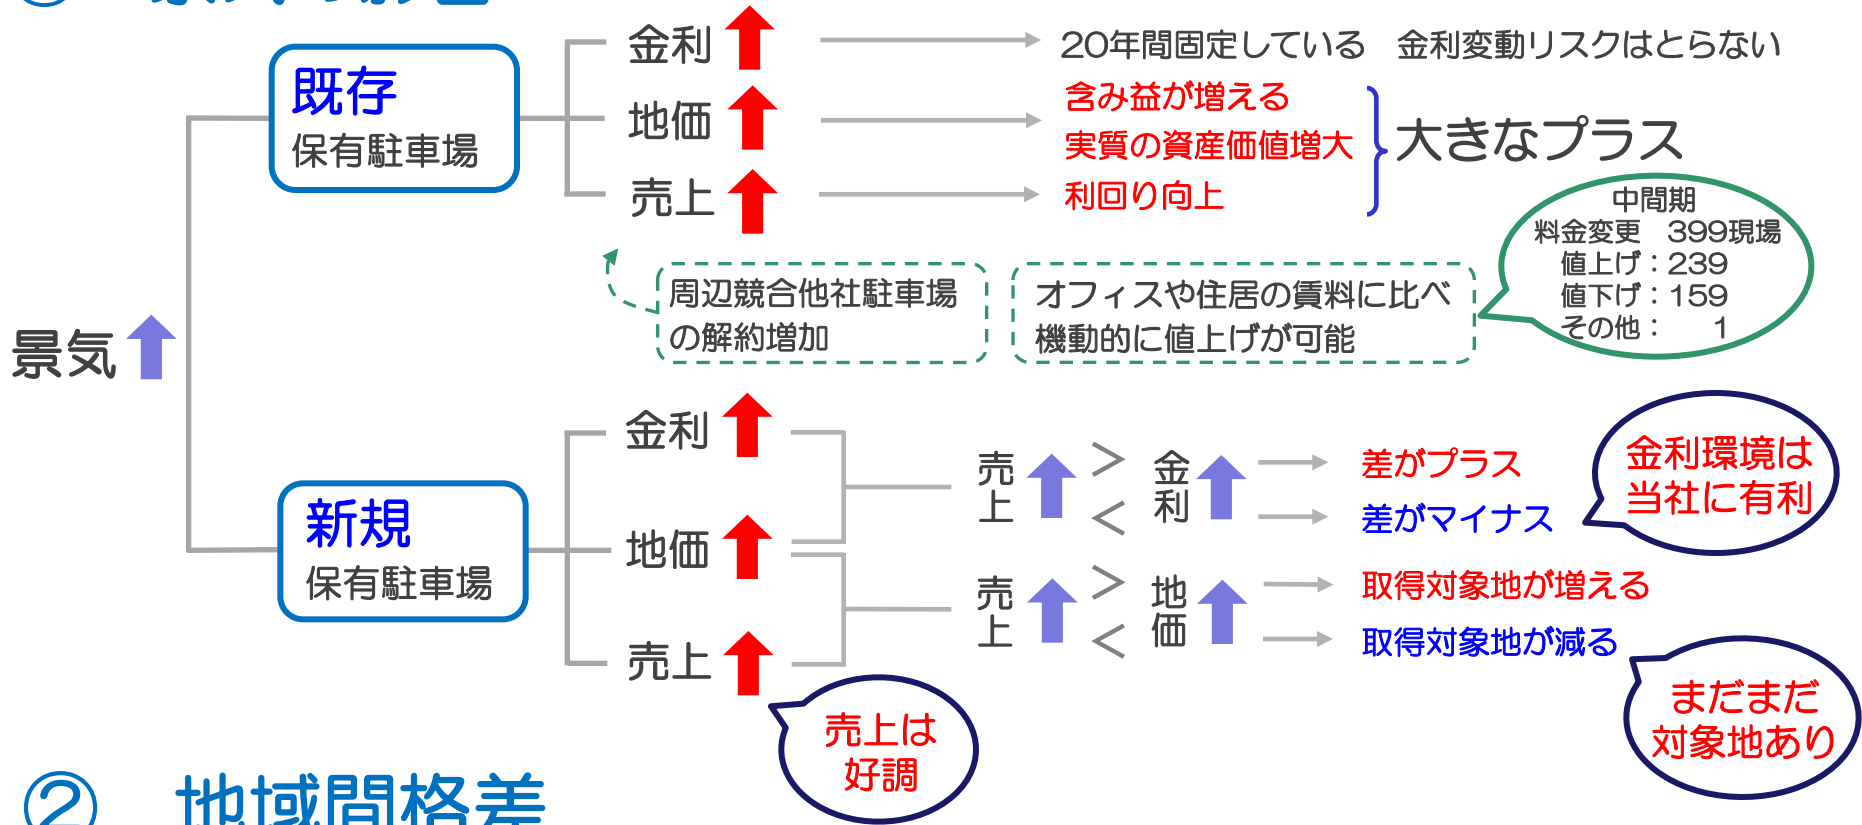 景気
既存
保有駐車場
金利
20年間固定している　金利変動リスクはとらない
地価
含み益が増える
実質の資産価値増大
大きなプラス
売上
利回り向上
周辺競合他社駐車場
の解約増加
オフィスや住居の賃料に比べ
機動的に値上げが可能
中間期
料金変更　399現場
値上げ：239
値下げ：159
その他：　1
新規
保有駐車場
金利
地価
売上
売上は
好調
売上
＞
＜
金利
差がプラス
差がマイナス
金利環境は
当社に有利
売上
＞
＜
地価
取得対象地が増える
取得対象地が減る
まだまだ
対象地あり
②　地域間格差